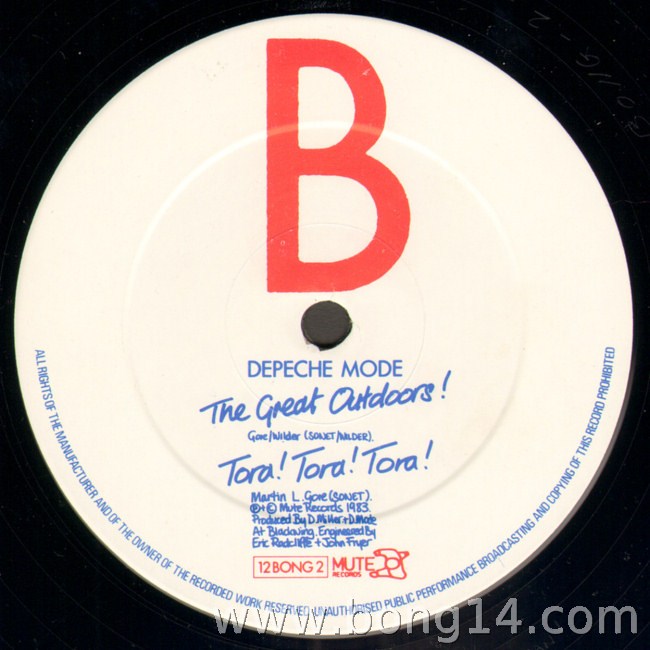 BONG - 2
B
DEPECHE MODE
The Great Outdoors!
Gore/Wilder (SONET/WILDER).
Tora! Tora! Tora!
Martin L. Gore (SONET).
℗+© Mute Records 1983.
Produced By D. Miller + D. Mode
At Blackwing. Engineered By
Eric Radcliffe + John Fryer
12 BONG 2
MUTE
RECORDS
ALL RIGHTS OF THE MANUFACTURER AND OF THE OWNER OF THE RECORDED WORK RESERVED. UNAUTHORISED PUBLIC PERFORMANCE BROADCASTING AND COPYING OF THIS RECORD PROHIBITED
www.bong14.com